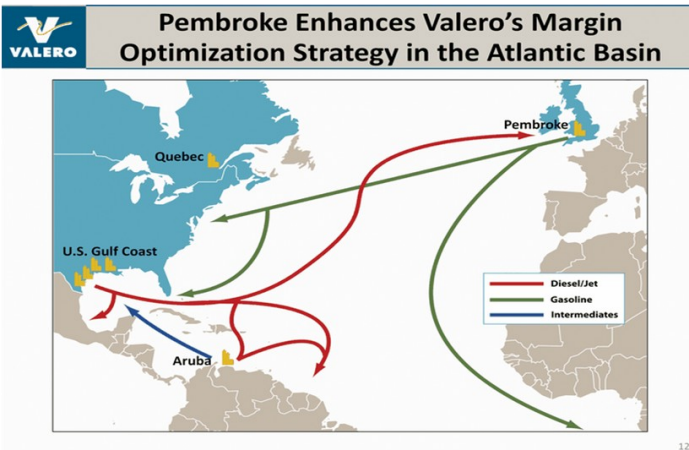 VALERO
Pembroke Enhances Valero's Margin
Optimization Strategy in the Atlantic Basin
Pembroke
Quebec
U.S. Gulf Coast
Diesel/Jet
Gasoline
Intermediates
Aruba
12